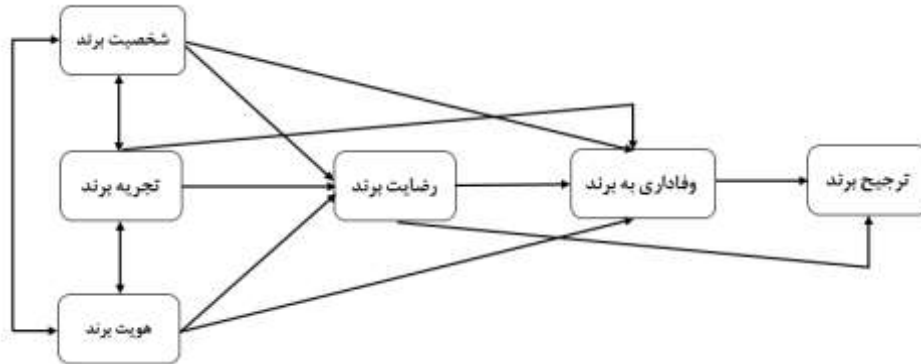 شخصیت برند
تجربه برند
رضایت برند
وفاداری به برند
ترجیح برند
هویت برند